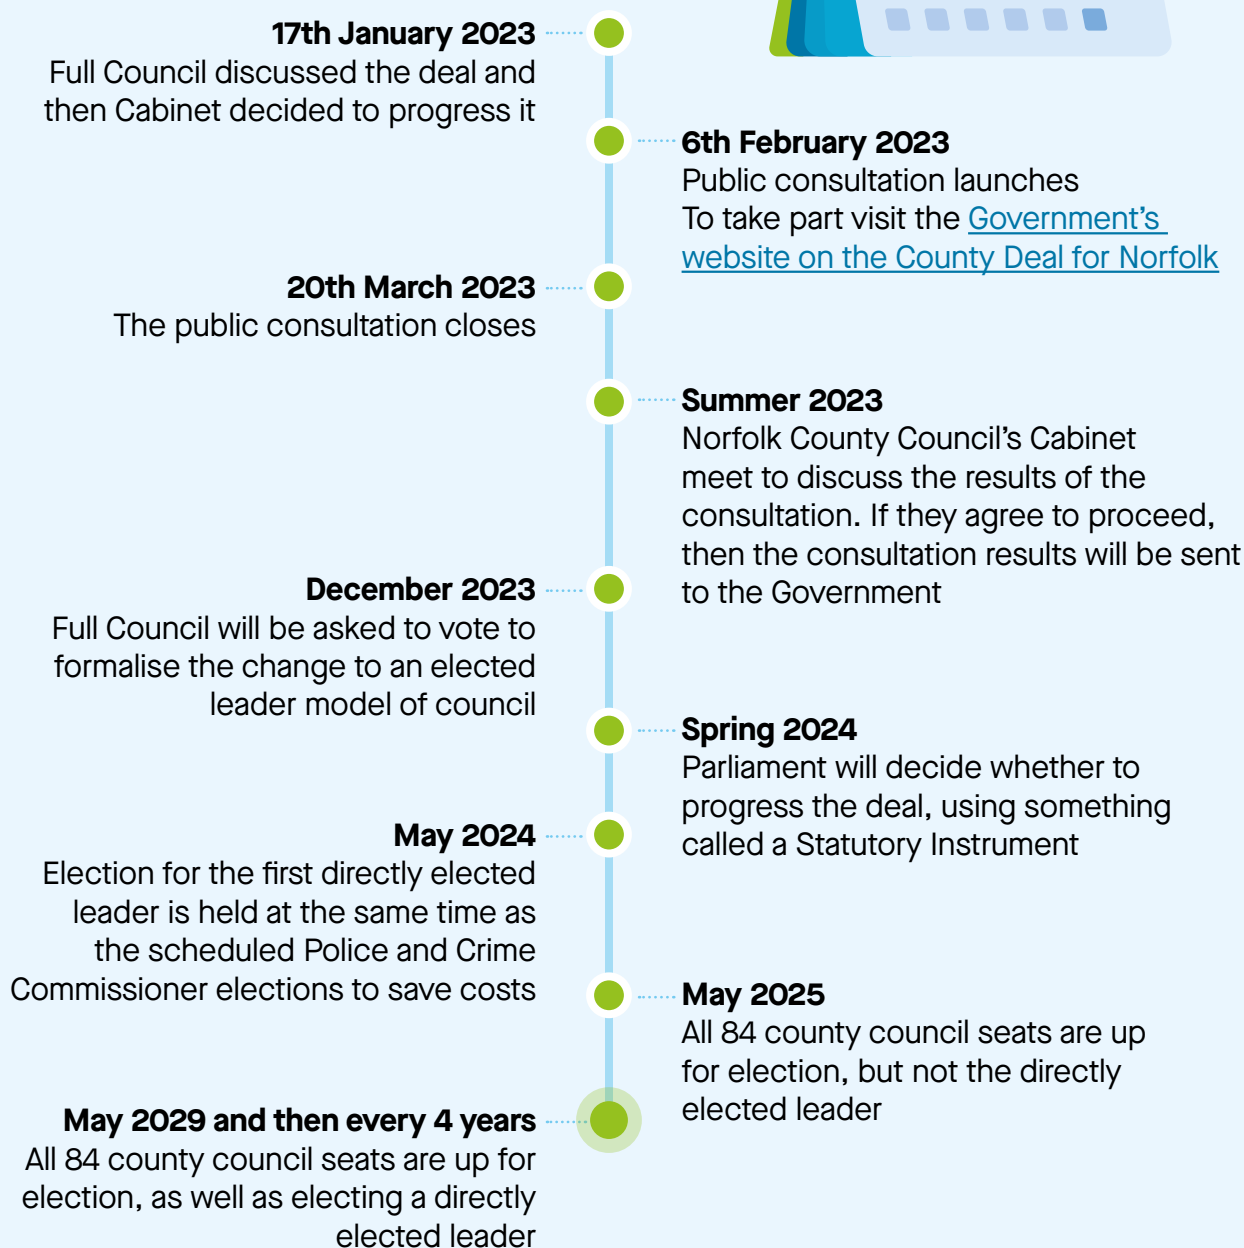 17th January 2023
Full Council discussed the deal and
then Cabinet decided to progress it
6th February 2023
Public consultation launches
To take part visit the Government’s
website on the County Deal for Norfolk
20th March 2023
The public consultation closes
Summer 2023
Norfolk County Council’s Cabinet
meet to discuss the results of the
consultation. If they agree to proceed,
then the consultation results will be sent
to the Government
December 2023
Full Council will be asked to vote to
formalise the change to an elected
leader model of council
Spring 2024
Parliament will decide whether to
progress the deal, using something
called a Statutory Instrument
May 2024
Election for the first directly elected
leader is held at the same time as
the scheduled Police and Crime
Commissioner elections to save costs
May 2025
All 84 county council seats are up
for election, but not the directly
elected leader
May 2029 and then every 4 years
All 84 county council seats are up for
election, as well as electing a directly
elected leader